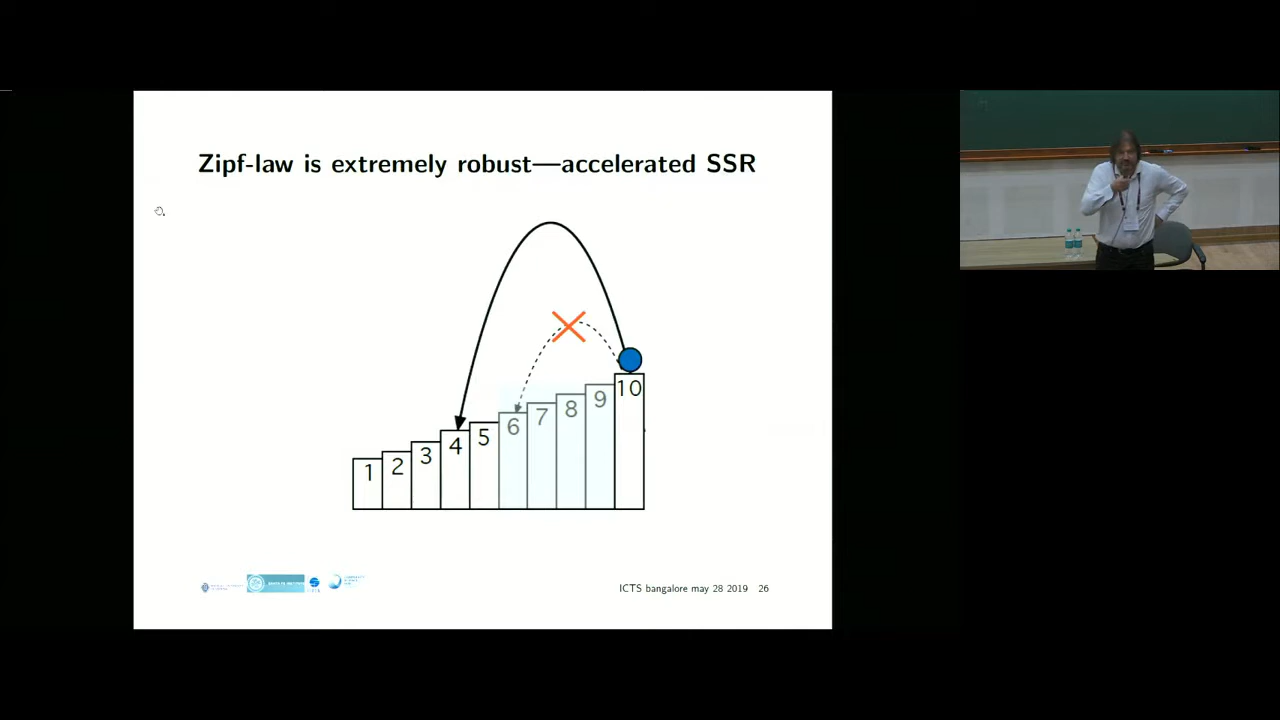 Zipf-law is extremely robust—accelerated SSR
1 2 3 4 5 6 7 8 9 10
ICTS bangalore may 28 2019 26